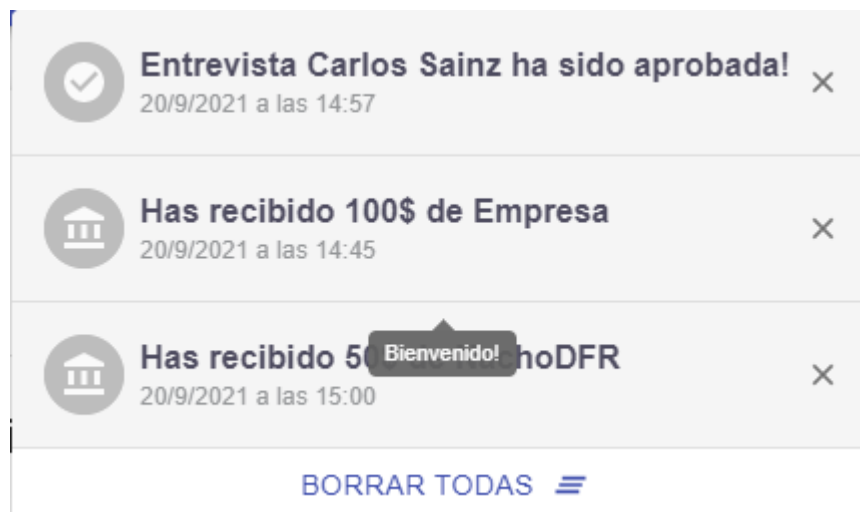 Entrevista Carlos Sainz ha sido aprobada!
20/9/2021 a las 14:57
Has recibido 100$ de Empresa
20/9/2021 a las 14:45
Bienvenido!
Has recibido hoDFR
20/9/2021 a las 15:00
BORRAR TODAS